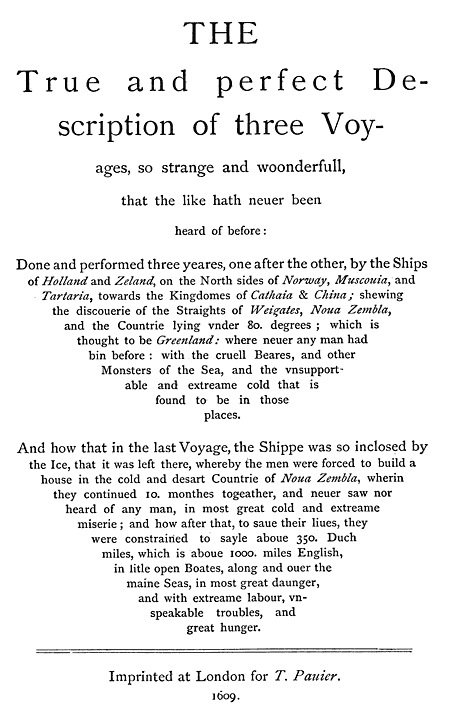 THE
True and perfect De-
scription of three Voy-
ages, so strange and woonderfull,
that the like hath neuer been
heard of before:
Done and performed three yeares, one after the other, by the Ships
of Holland and Zeland, on the North sides of Norway, Muscouia, and
Tartaria, towards the Kingdomes of Cathaia & China; shewing
the discouerie of the Straights of Weigates, Noua Zembla,
and the Countrie lying vnder 80. degrees; which is
thought to be Greenland: where neuer any man had
bin before: with the cruell Beares, and other
Monsters of the Sea, and the vnsupport-
able and extreame cold that is
found to be in those
places.
And how that in the last Voyage, the Shippe was so inclosed by
the Ice, that it was left there, whereby the men were forced to build a
house in the cold and desart Countrie of Noua Zembla, wherin
they continued 10. monthes togeather, and neuer saw nor
heard of any man, in most great cold and extreame
miserie; and how after that, to saue their liues, they
were constrained to sayle aboue 350. Duch
miles, which is aboue 1000. miles English,
in litle open Boates, along and ouer the
maine Seas, in most great daunger,
and with extreame labour, vn-
speakable troubles, and
great hunger.
Imprinted at London for T. Pauier.
1609.